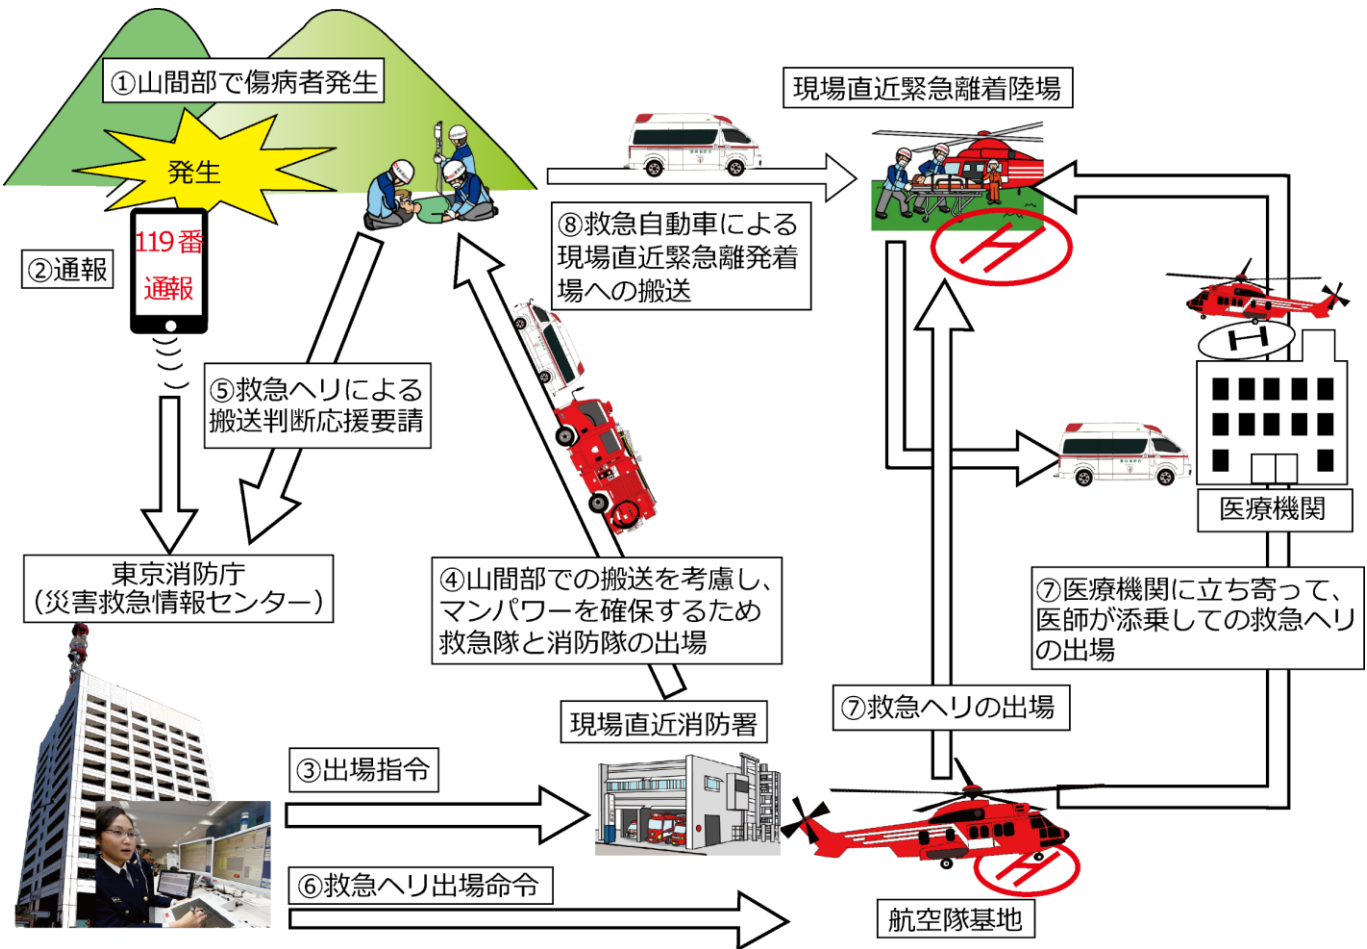 ①山間部で傷病者発生
発生
119番
通報
②通報
現場直近緊急離着陸場
⑧救急自動車による
現場直近緊急離発着
場への搬送
⑤救急ヘリによる
搬送判断応援要請
東京消防庁
（災害救急情報センター）
④山間部での搬送を考慮し、
マンパワーを確保するため
救急隊と消防隊の出場
医療機関
⑦医療機関に立ち寄って、
医師が添乗しての救急ヘリ
の出場
⑦救急ヘリの出場
現場直近消防署
③出場指令
⑥救急ヘリ出場命令
航空隊基地
H
H
H